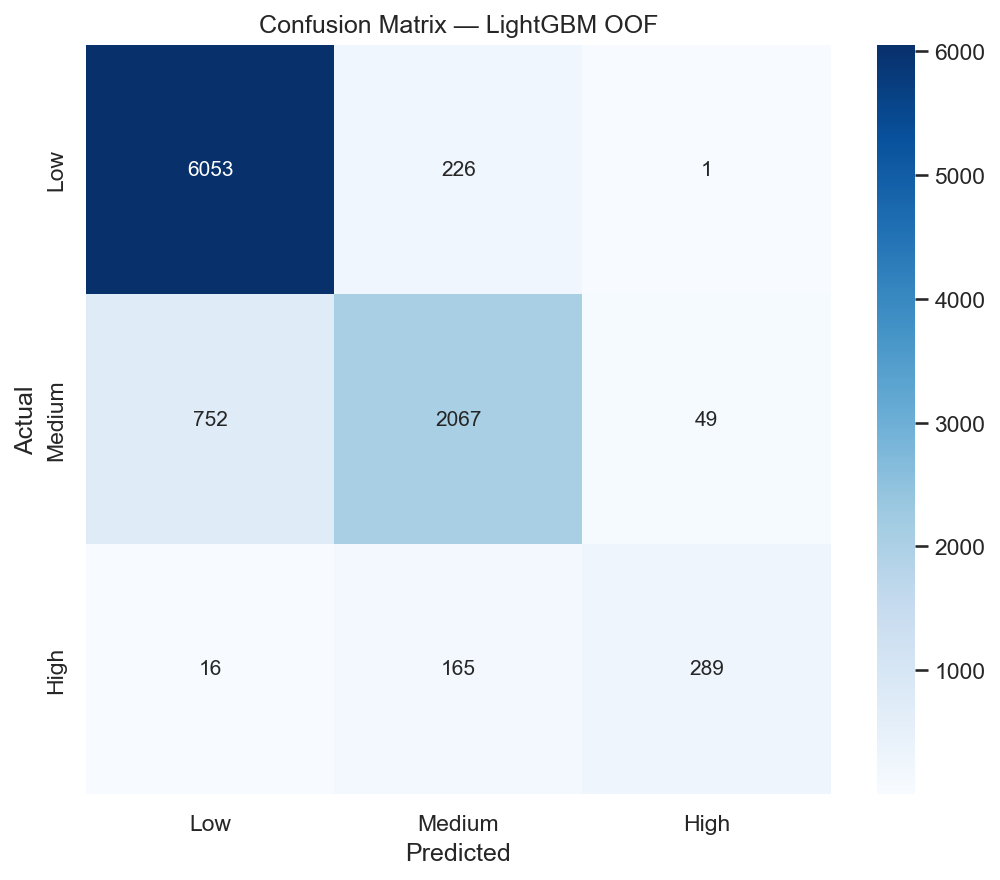 Confusion Matrix — LightGBM OOF
Actual
Low
6053 226 1
Medium
752 2067 49
High
16 165 289
Low Medium High
Predicted
6000
5000
4000
3000
2000
1000